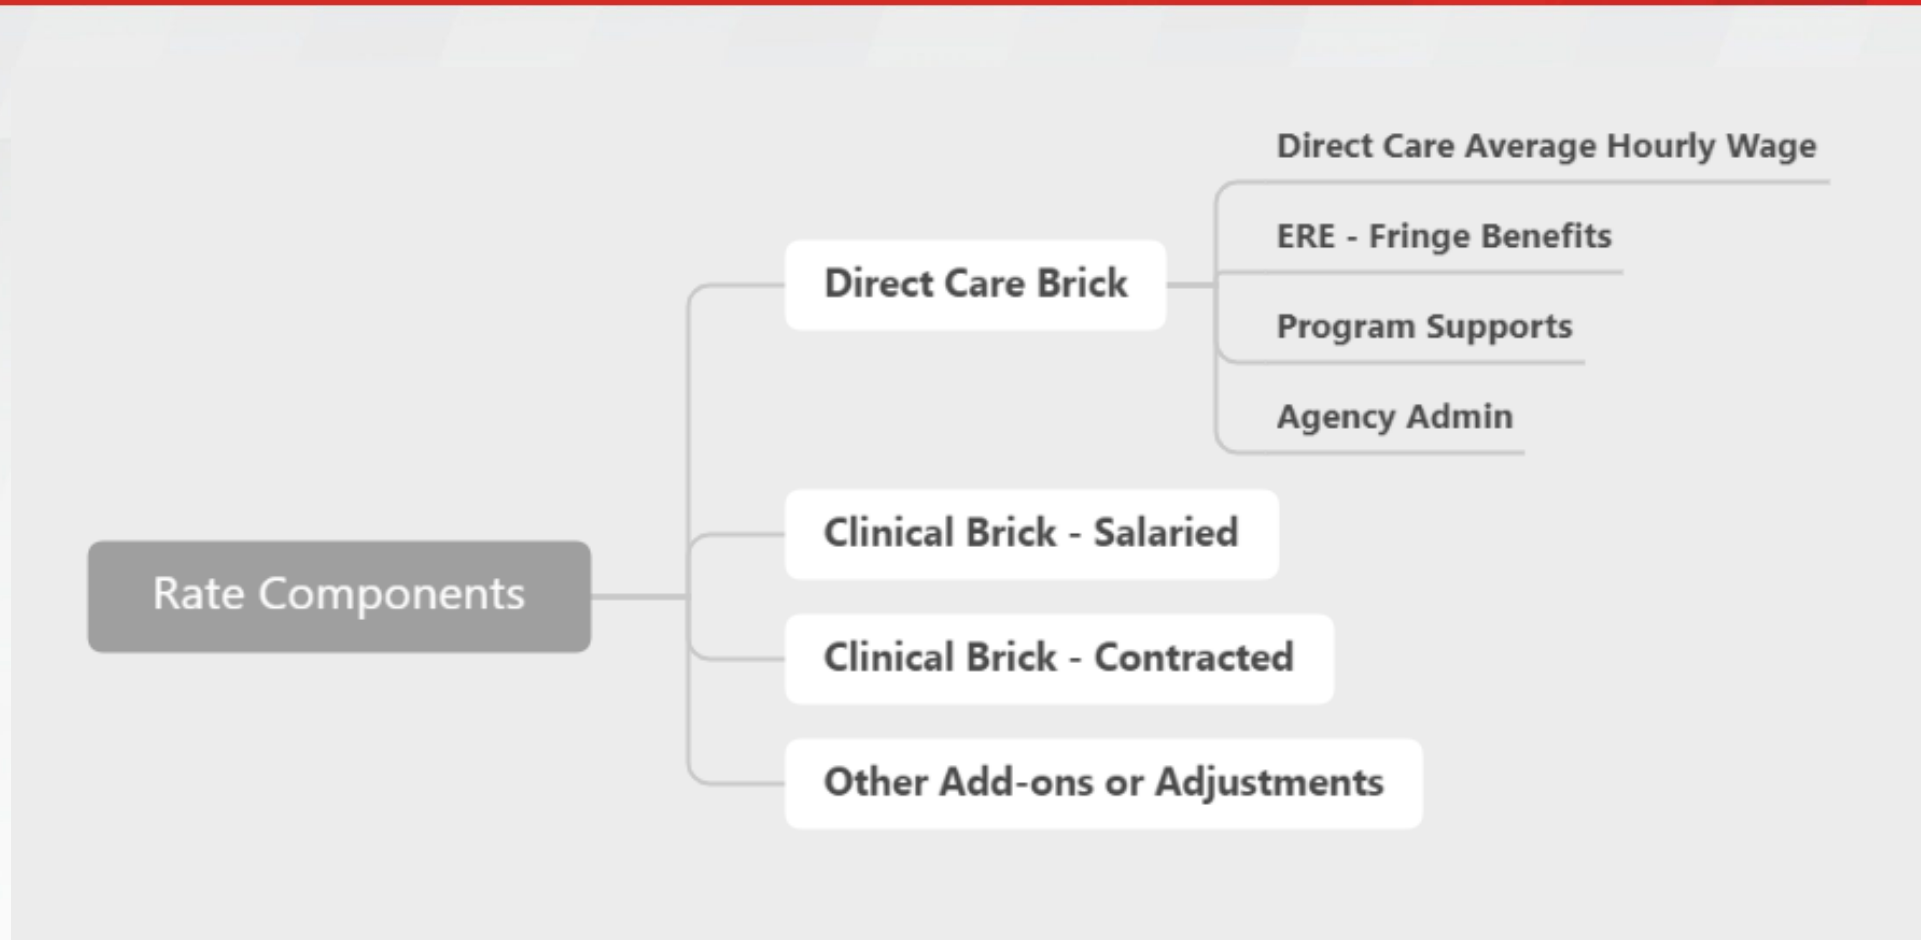 Rate Components
Direct Care Brick
Direct Care Average Hourly Wage
ERE - Fringe Benefits
Program Supports
Agency Admin
Clinical Brick - Salaried
Clinical Brick - Contracted
Other Add-ons or Adjustments